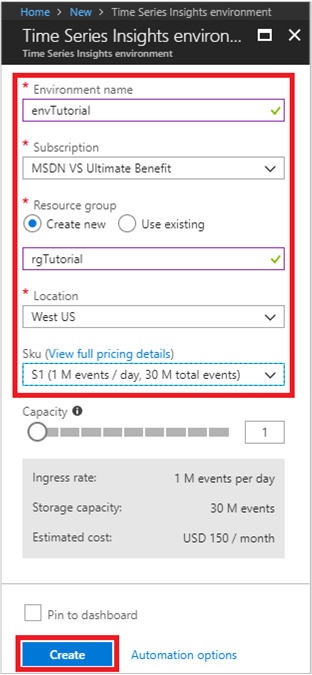 Home > New > Time Series Insights environment
Time Series Insights environ...
Time Series Insights environment
* Environment name
envTutorial
* Subscription
MSDN VS Ultimate Benefit
* Resource group
Create new Use existing
rgTutorial
* Location
West US
Sku (View full pricing details)
S1 (1 M events / day, 30 M total events)
Capacity
1
Ingress rate: 1 M events per day
Storage capacity: 30 M events
Estimated cost: USD 150 / month
Pin to dashboard
Create Automation options